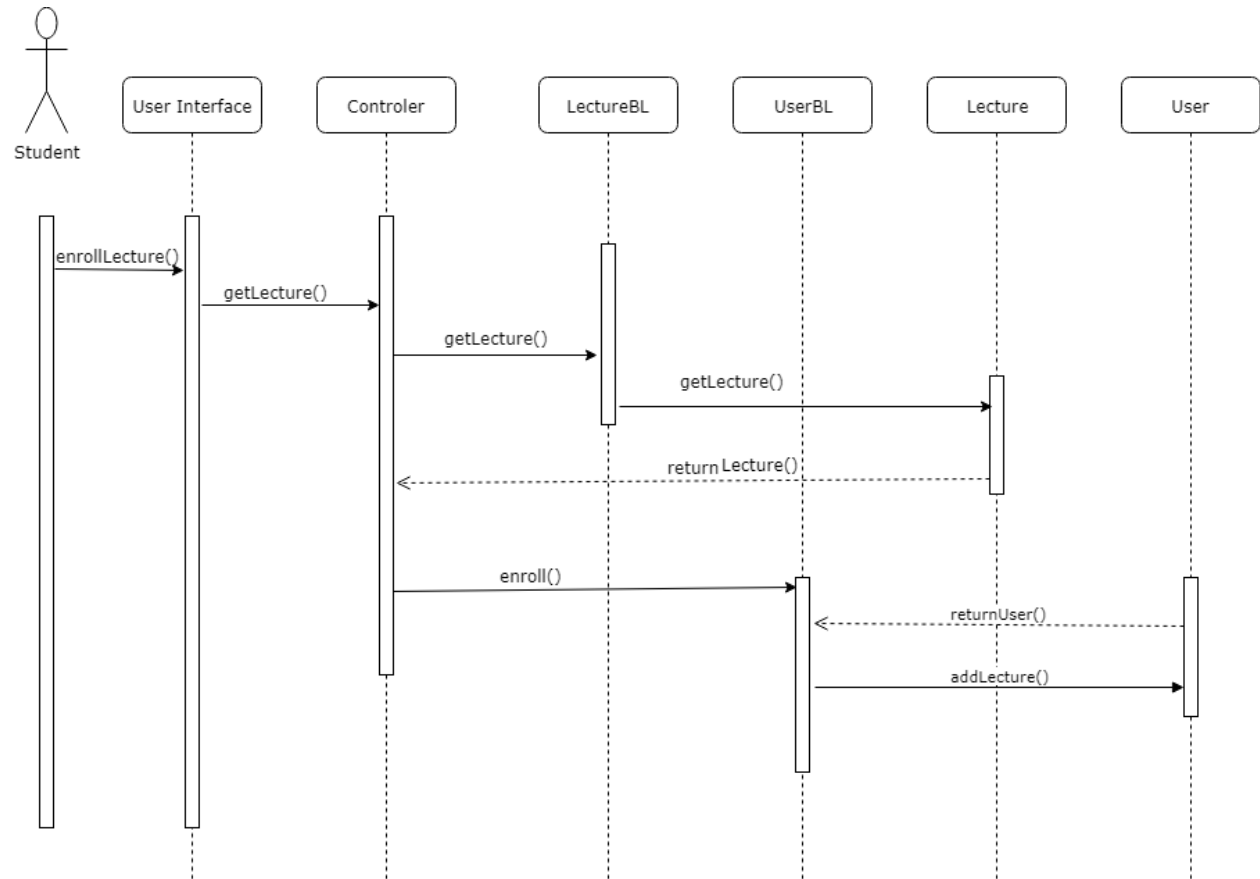 Student
User Interface
Controler
LectureBL
UserBL
Lecture
User
enrollLecture()
getLecture()
getLecture()
getLecture()
return Lecture()
enroll()
returnUser()
addLecture()